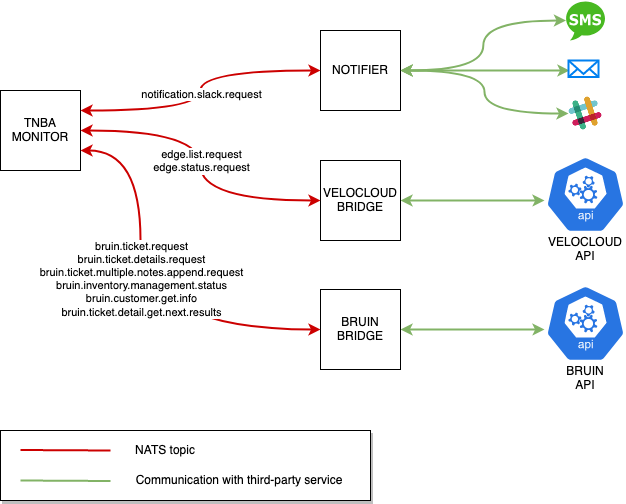 SMS
NOTIFIER
notification.slack.request
TNBA
MONITOR
edge.list.request
edge.status.request
VELOCLOUD
BRIDGE
api
VELOCLOUD
API
bruin.ticket.request
bruin.ticket.details.request
bruin.ticket.multiple.notes.append.request
bruin.inventory.management.status
bruin.customer.get.info
bruin.ticket.detail.get.next.results
BRUIN
BRIDGE
api
BRUIN
API
NATS topic
Communication with third-party service